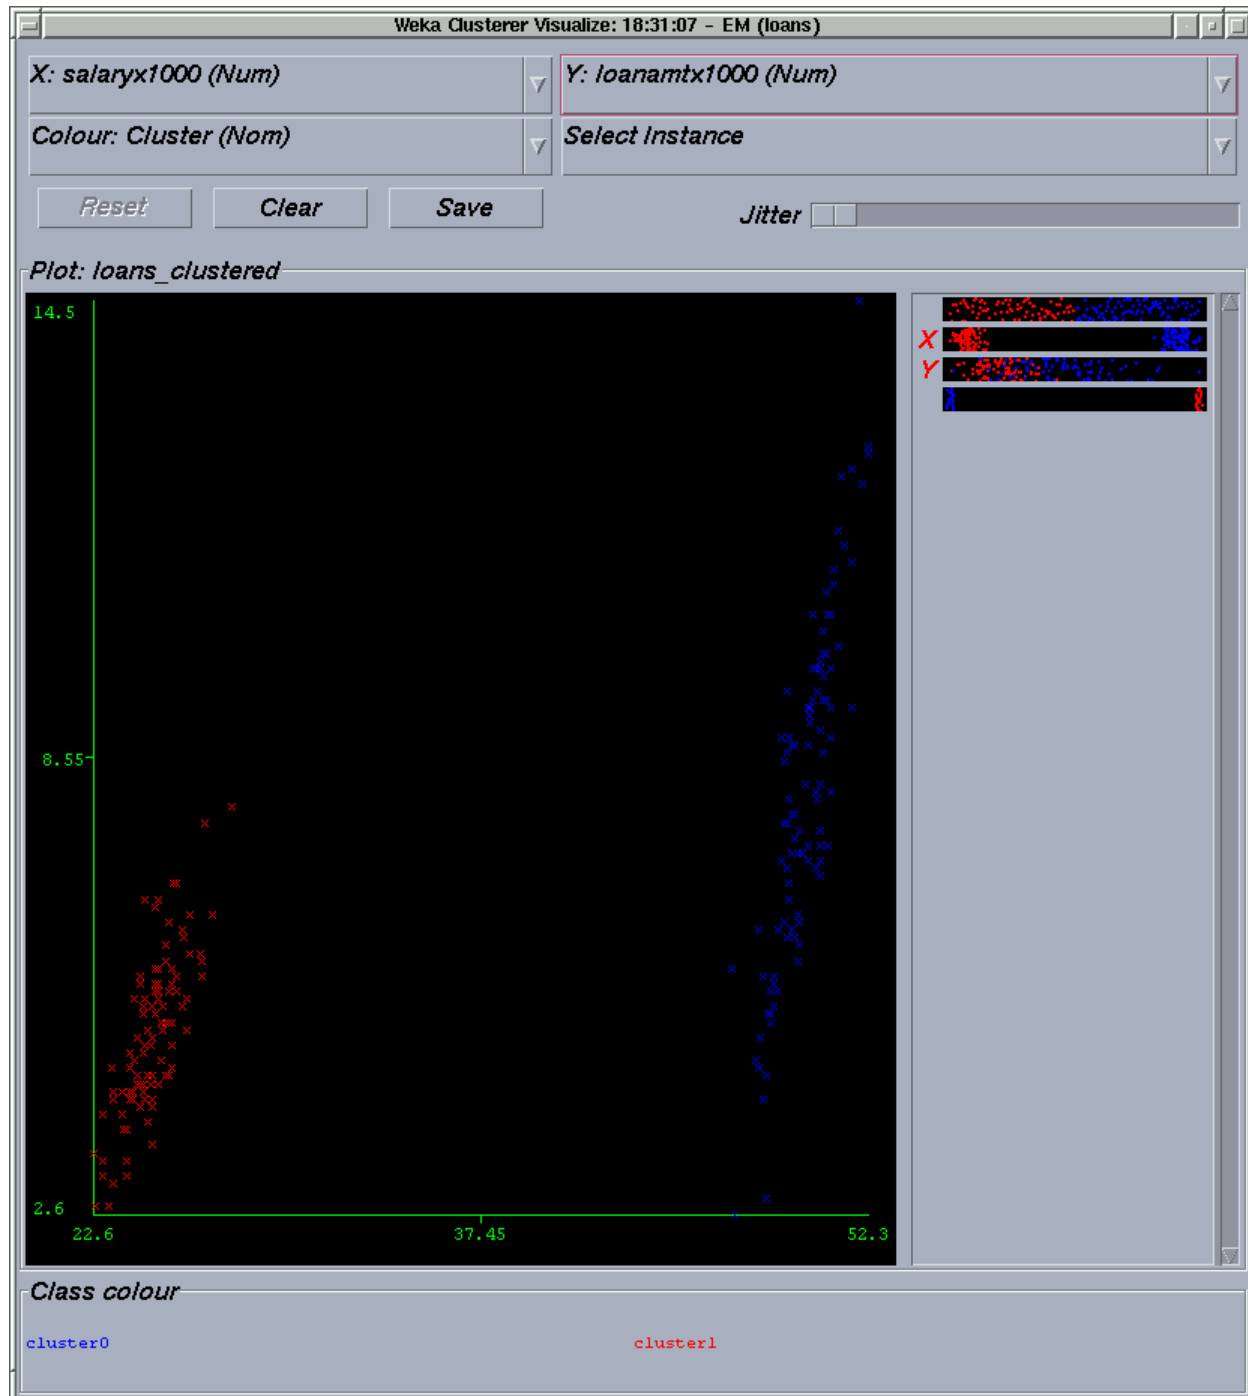 Weka Clusterer Visualize: 18:31:07 - EM (loans)
X: salaryx1000 (Num)
Y: loanamtx1000 (Num)
Colour: Cluster (Nom)
Select Instance
Reset
Clear
Save
Jitter
Plot: loans_clustered
14.5
X
Y
8.55
2.6
22.6
37.45
52.3
Class colour
cluster0
cluster1